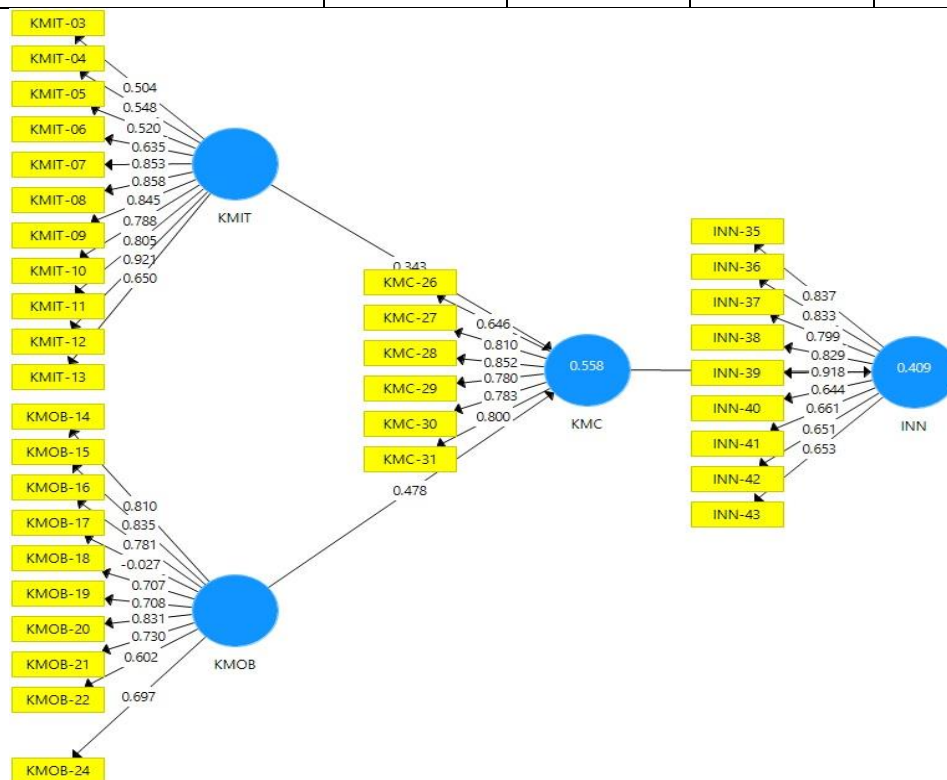 KMIT-03
KMIT-04
KMIT-05
KMIT-06
KMIT-07
KMIT-08
KMIT-09
KMIT-10
KMIT-11
KMIT-12
KMIT-13
0.504
0.548
0.520
0.635
0.853
0.858
0.845
0.788
0.805
0.921
0.650
KMIT
KMOB-14
KMOB-15
KMOB-16
KMOB-17
KMOB-18
KMOB-19
KMOB-20
KMOB-21
KMOB-22
KMOB-24
0.810
0.835
0.781
-0.027
0.707
0.708
0.831
0.730
0.602
0.697
KMOB
0.343
0.478
KMC-26
KMC-27
KMC-28
KMC-29
KMC-30
KMC-31
0.646
0.810
0.852
0.780
0.783
0.800
0.558
KMC
INN-35
INN-36
INN-37
INN-38
INN-39
INN-40
INN-41
INN-42
INN-43
0.837
0.833
0.799
0.829
0.918
0.644
0.661
0.651
0.653
0.409
INN